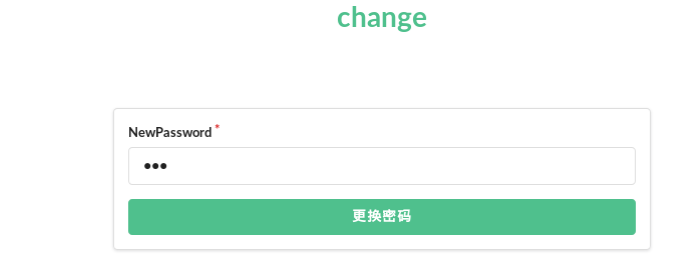 change
NewPassword *
•••
更换密码